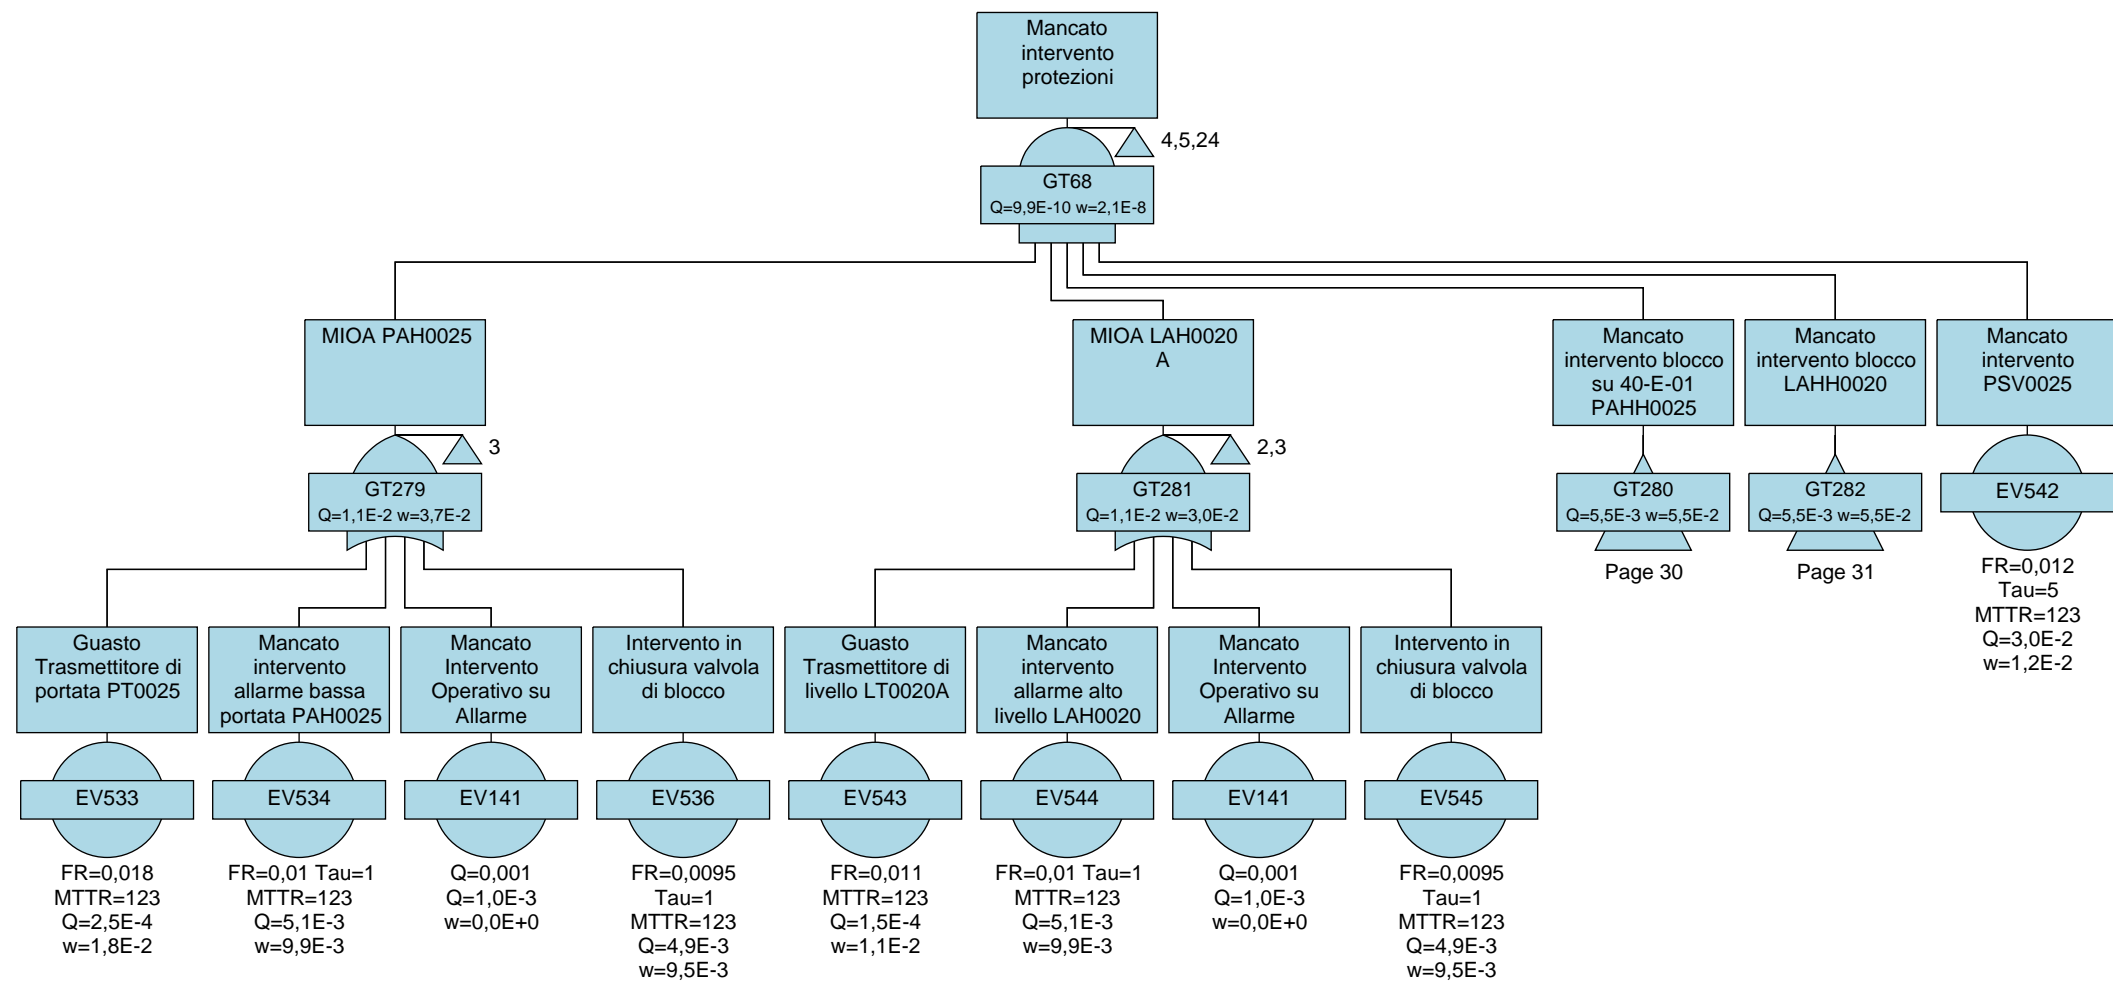 Mancato
intervento
protezioni
4,5,24
GT68
Q=9,9E-10 w=2,1E-8
MIOA PAH0025
3
GT279
Q=1,1E-2 w=3,7E-2
MIOA LAH0020
A
2,3
GT281
Q=1,1E-2 w=3,0E-2
Mancato
intervento blocco
su 40-E-01
PAHH0025
GT280
Q=5,5E-3 w=5,5E-2
Page 30
Mancato
intervento blocco
LAHH0020
GT282
Q=5,5E-3 w=5,5E-2
Page 31
Mancato
intervento
PSV0025
EV542
FR=0,012
Tau=5
MTTR=123
Q=3,0E-2
w=1,2E-2
Guasto
Trasmettitore di
portata PT0025
EV533
FR=0,018
MTTR=123
Q=2,5E-4
w=1,8E-2
Mancato
intervento
allarme bassa
portata PAH0025
EV534
FR=0,01 Tau=1
MTTR=123
Q=5,1E-3
w=9,9E-3
Mancato
Intervento
Operativo su
Allarme
EV141
Q=0,001
Q=1,0E-3
w=0,0E+0
Intervento in
chiusura valvola
di blocco
EV536
FR=0,0095
Tau=1
MTTR=123
Q=4,9E-3
w=9,5E-3
Guasto
Trasmettitore di
livello LT0020A
EV543
FR=0,011
MTTR=123
Q=1,5E-4
w=1,1E-2
Mancato
intervento
allarme alto
livello LAH0020
EV544
FR=0,01 Tau=1
MTTR=123
Q=5,1E-3
w=9,9E-3
Mancato
Intervento
Operativo su
Allarme
EV141
Q=0,001
Q=1,0E-3
w=0,0E+0
Intervento in
chiusura valvola
di blocco
EV545
FR=0,0095
Tau=1
MTTR=123
Q=4,9E-3
w=9,5E-3